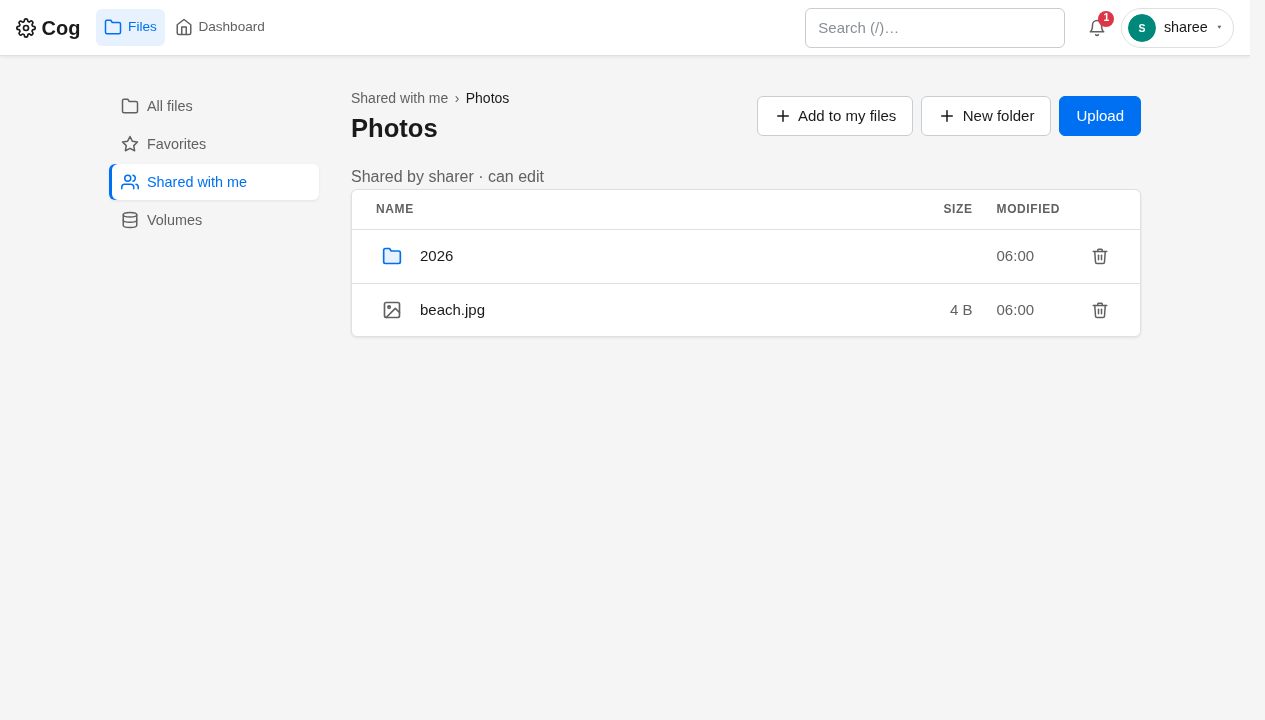 Cog
Files
Dashboard
Search (/)…
1
S
sharee
All files
Favorites
Shared with me
Volumes
Shared with me › Photos
Photos
Add to my files
New folder
Upload
Shared by sharer · can edit
NAME SIZE MODIFIED
2026 06:00
beach.jpg 4 B 06:00